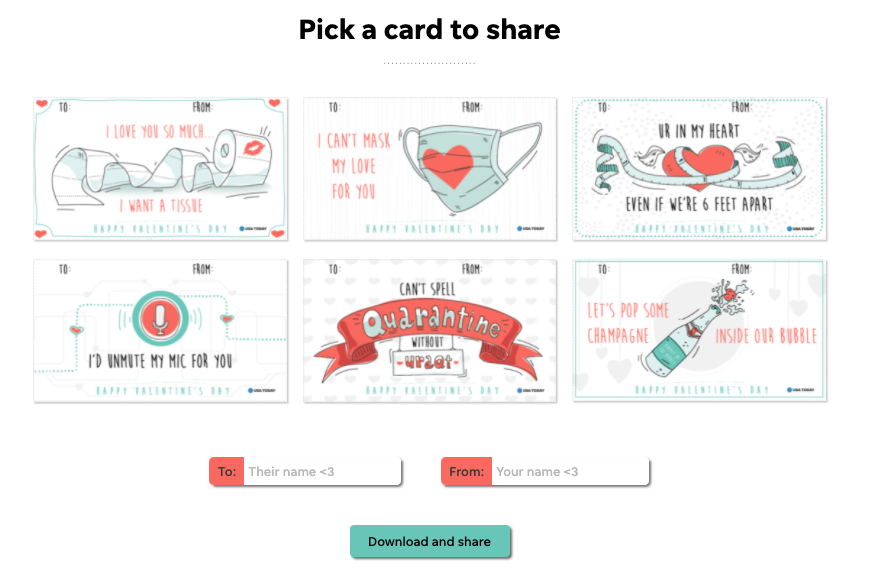 Pick a card to share
TO: FROM:
I LOVE YOU SO MUCH
I WANT A TISSUE
HAPPY VALENTINE'S DAY
USA TODAY
TO: FROM:
I CAN'T MASK
MY LOVE
FOR YOU
HAPPY VALENTINE'S DAY
USA TODAY
TO: FROM:
UR IN MY HEART
EVEN IF WE'RE 6 FEET APART
HAPPY VALENTINE'S DAY
USA TODAY
TO: FROM:
I'D UNMUTE MY MIC FOR YOU
HAPPY VALENTINE'S DAY
USA TODAY
TO: FROM:
CAN'T SPELL
Quarantine
WITHOUT
uraqt
HAPPY VALENTINE'S DAY
USA TODAY
TO: FROM:
LET'S POP SOME
CHAMPAGNE INSIDE OUR BUBBLE
HAPPY VALENTINE'S DAY
USA TODAY
To: Their name <3 From: Your name <3
Download and share